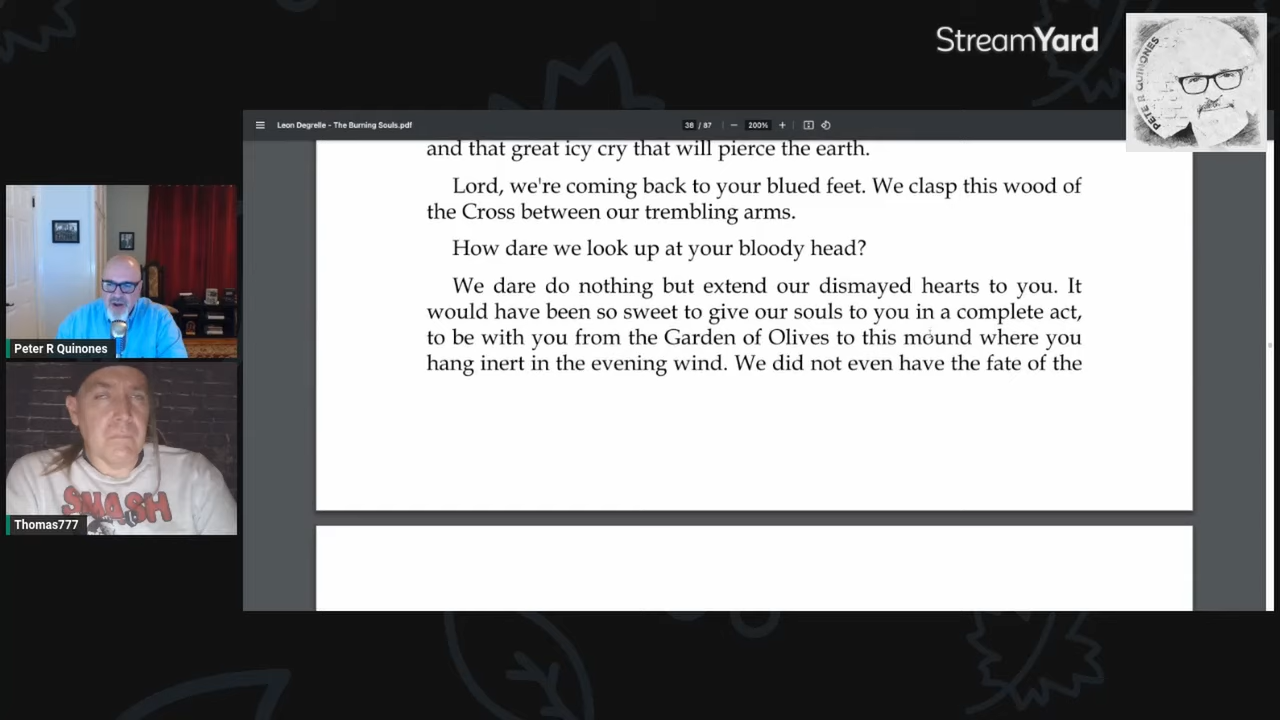 StreamYard
PETER R QUINONES
Leon Degrelle - The Burning Souls.pdf
38 / 87
200%
and that great icy cry that will pierce the earth.
Lord, we're coming back to your blued feet. We clasp this wood of
the Cross between our trembling arms.
How dare we look up at your bloody head?
We dare do nothing but extend our dismayed hearts to you. It
would have been so sweet to give our souls to you in a complete act,
to be with you from the Garden of Olives to this mound where you
hang inert in the evening wind. We did not even have the fate of the
Peter R Quinones
SMASH
Thomas777